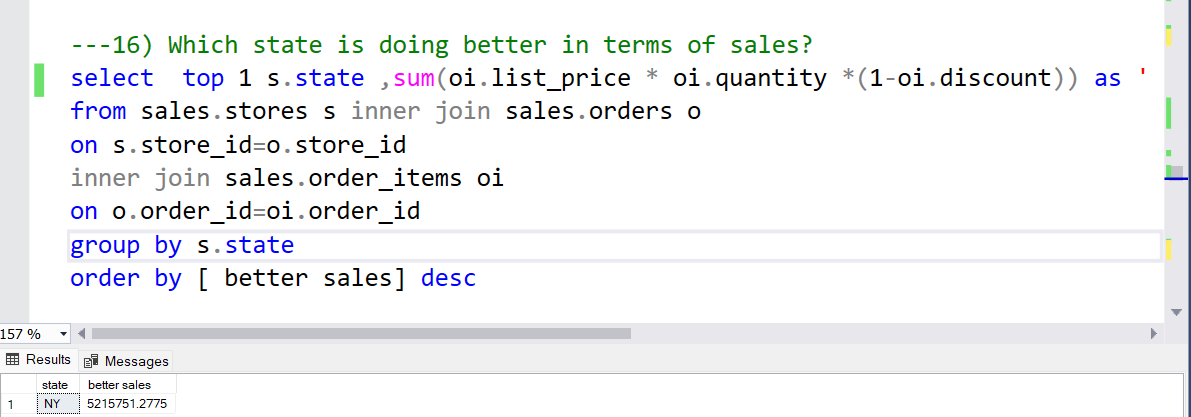 ---16) Which state is doing better in terms of sales?
select  top 1 s.state ,sum(oi.list_price * oi.quantity *(1-oi.discount)) as '
from sales.stores s inner join sales.orders o
on s.store_id=o.store_id
inner join sales.order_items oi
on o.order_id=oi.order_id
group by s.state
order by [ better sales] desc
157 %
Results Messages
state better sales
1 NY 5215751.2775